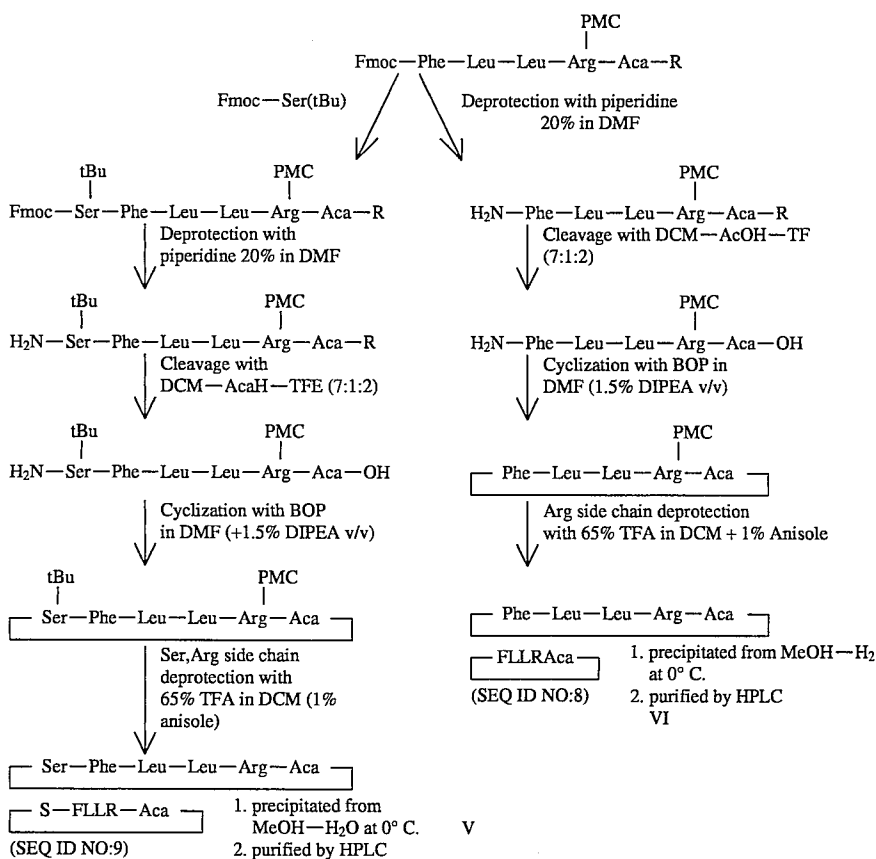 PMC
Fmoc—Phe—Leu—Leu—Arg—Aca—R
Fmoc—Ser(tBu)
Deprotection with piperidine
20% in DMF
tBu
PMC
Fmoc—Ser—Phe—Leu—Leu—Arg—Aca—R
Deprotection with
piperidine 20% in DMF
tBu
PMC
H2N—Ser—Phe—Leu—Leu—Arg—Aca—R
Cleavage with
DCM—AcaH—TFE (7:1:2)
tBu
PMC
H2N—Ser—Phe—Leu—Leu—Arg—Aca—OH
Cyclization with BOP
in DMF (+1.5% DIPEA v/v)
tBu
PMC
Ser—Phe—Leu—Leu—Arg—Aca
Ser,Arg side chain
deprotection with
65% TFA in DCM (1%
anisole)
Ser—Phe—Leu—Leu—Arg—Aca
S—FLLR—Aca
(SEQ ID NO:9)
1. precipitated from
MeOH—H2O at 0° C.
2. purified by HPLC
V
PMC
H2N—Phe—Leu—Leu—Arg—Aca—R
Cleavage with DCM—AcOH—TF
(7:1:2)
PMC
H2N—Phe—Leu—Leu—Arg—Aca—OH
Cyclization with BOP in
DMF (1.5% DIPEA v/v)
PMC
Phe—Leu—Leu—Arg—Aca
Arg side chain deprotection
with 65% TFA in DCM + 1% Anisole
Phe—Leu—Leu—Arg—Aca
FLLRAca
(SEQ ID NO:8)
1. precipitated from MeOH—H2
at 0° C.
2. purified by HPLC
VI